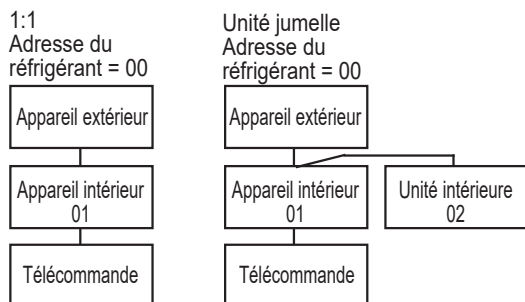 1:1
Adresse du
réfrigérant = 00
Appareil extérieur
Appareil intérieur
01
Télécommande
Unité jumelle
Adresse du
réfrigérant = 00
Appareil extérieur
Appareil intérieur
01
Unité intérieure
02
Télécommande